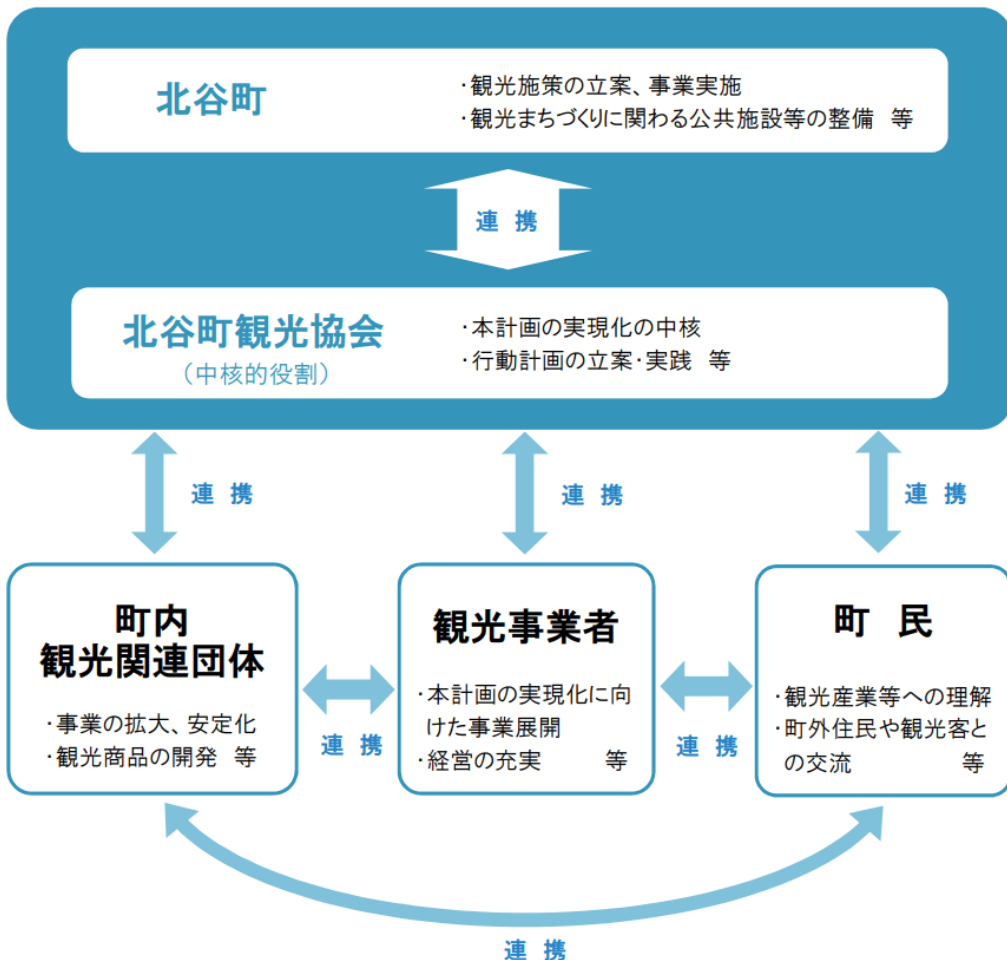 北谷町
・観光施策の立案、事業実施
・観光まちづくりに関わる公共施設等の整備 等
連 携
北谷町観光協会
（中核的役割）
・本計画の実現化の中核
・行動計画の立案・実践 等
連 携
連 携
連 携
町内
観光関連団体
・事業の拡大、安定化
・観光商品の開発 等
連 携
観光事業者
・本計画の実現化に向
けた事業展開
・経営の充実 等
連 携
町 民
・観光産業等への理解
・町外住民や観光客と
の交流 等
連 携